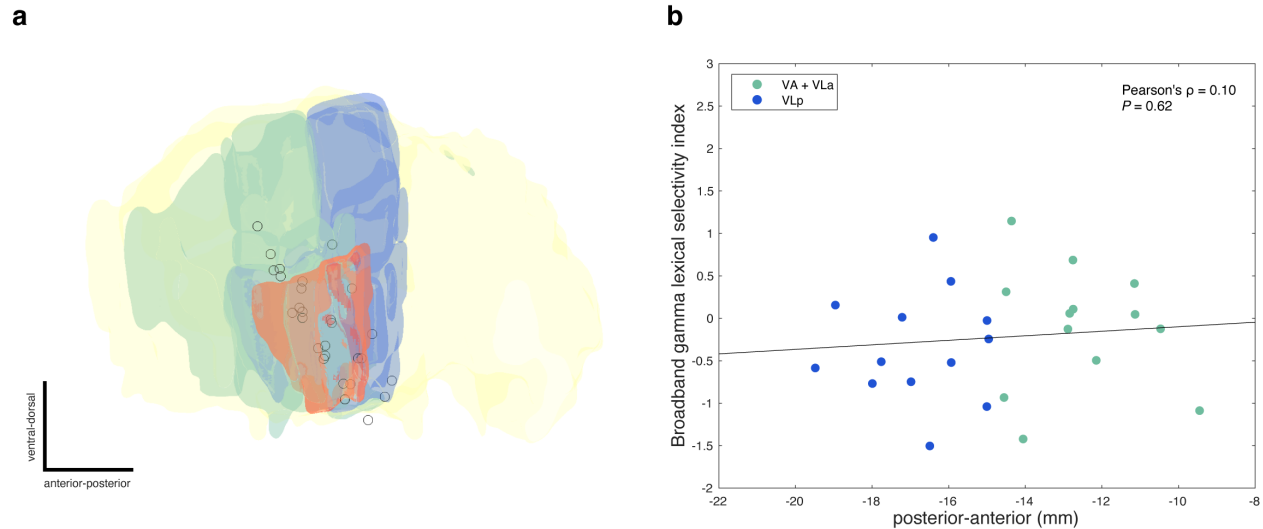 a
ventral-dorsal
anterior-posterior
b
Broadband gamma lexical selectivity index
3
2.5
2
1.5
1
0.5
0
-0.5
-1
-1.5
-2
VA + VLa
VLp
Pearson's ρ = 0.10
P = 0.62
-22
-20
-18
-16
-14
-12
-10
-8
posterior-anterior (mm)